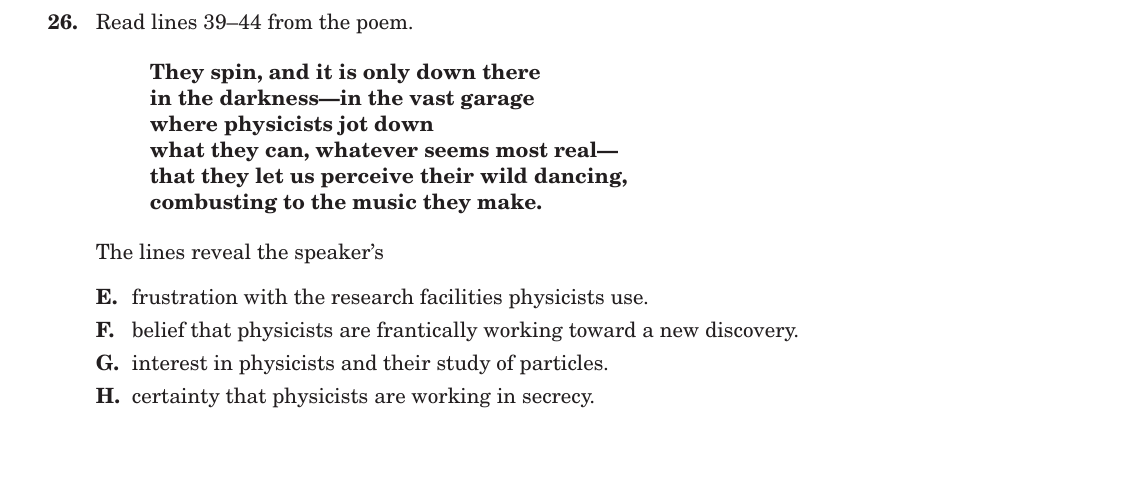 26. Read lines 39–44 from the poem.
They spin, and it is only down there
in the darkness—in the vast garage
where physicists jot down
what they can, whatever seems most real—
that they let us perceive their wild dancing,
combusting to the music they make.
The lines reveal the speaker’s
E. frustration with the research facilities physicists use.
F. belief that physicists are frantically working toward a new discovery.
G. interest in physicists and their study of particles.
H. certainty that physicists are working in secrecy.